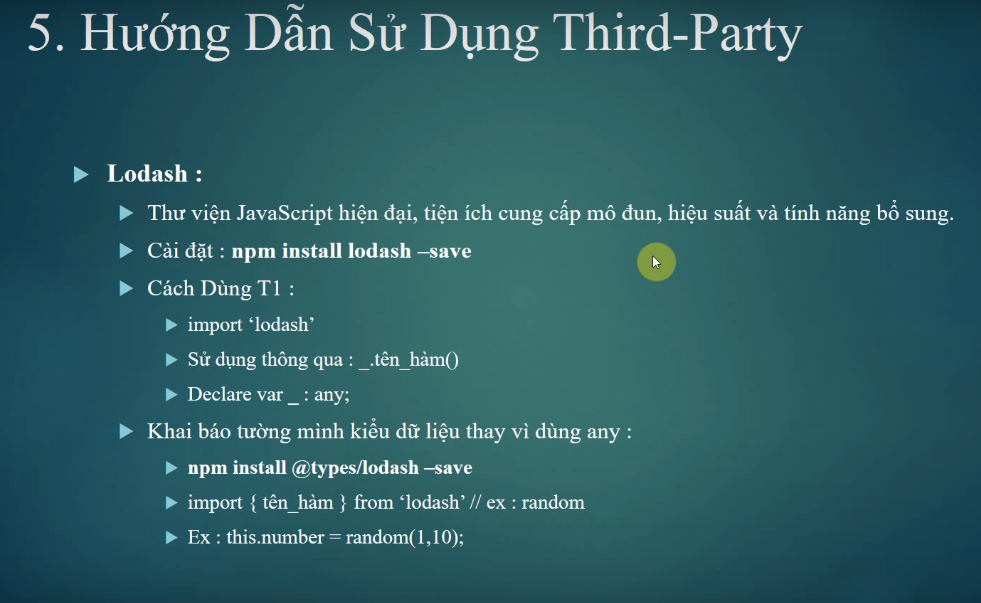 5. Hướng Dẫn Sử Dụng Third-Party
Lodash :
Thư viện JavaScript hiện đại, tiện ích cung cấp mô đun, hiệu suất và tính năng bổ sung.
Cài đặt : npm install lodash –save
Cách Dùng T1 :
import ‘lodash’
Sử dụng thông qua : _.tên_hàm()
Declare var _ : any;
Khai báo tường mình kiểu dữ liệu thay vì dùng any :
npm install @types/lodash –save
import { tên_hàm } from ‘lodash’ // ex : random
Ex : this.number = random(1,10);